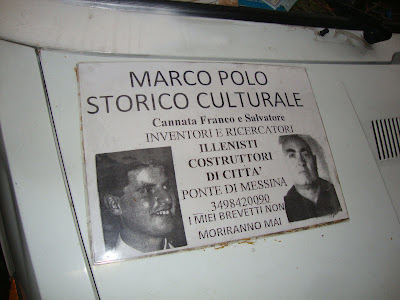 MARCO POLO
STORICO CULTURALE
Cannata Franco e Salvatore
INVENTORI E RICERCATORI
ILLENISTI
COSTRUTTORI
DI CITTA'
PONTE DI MESSINA
3498420090
I MIEI BREVETTI NON
MORIRANNO MAI